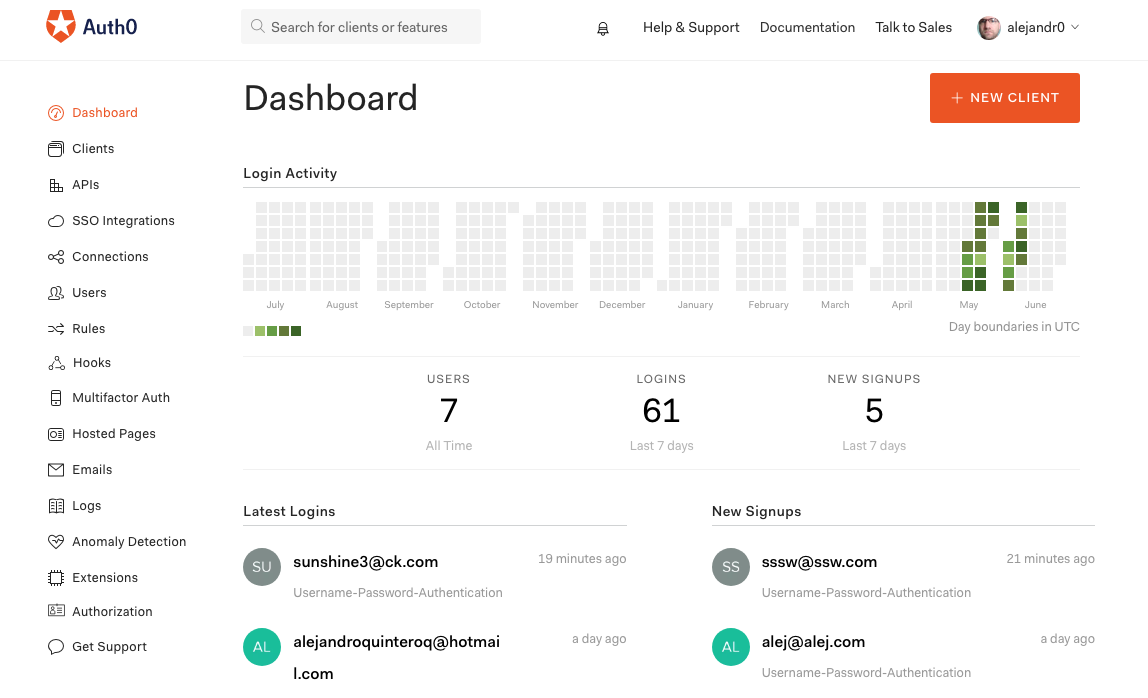 Auth0
Search for clients or features
Help & Support
Documentation
Talk to Sales
alejandr0
Dashboard
Clients
APIs
SSO Integrations
Connections
Users
Rules
Hooks
Multifactor Auth
Hosted Pages
Emails
Logs
Anomaly Detection
Extensions
Authorization
Get Support
Dashboard
+ NEW CLIENT
Login Activity
July August September October November December January February March April May June
Day boundaries in UTC
USERS
7
All Time
LOGINS
61
Last 7 days
NEW SIGNUPS
5
Last 7 days
Latest Logins
SU
sunshine3@ck.com
19 minutes ago
Username-Password-Authentication
AL
alejandroquinteroq@hotmai
a day ago
l.com
New Signups
SS
sssw@ssw.com
21 minutes ago
Username-Password-Authentication
AL
alej@alej.com
a day ago
Username-Password-Authentication